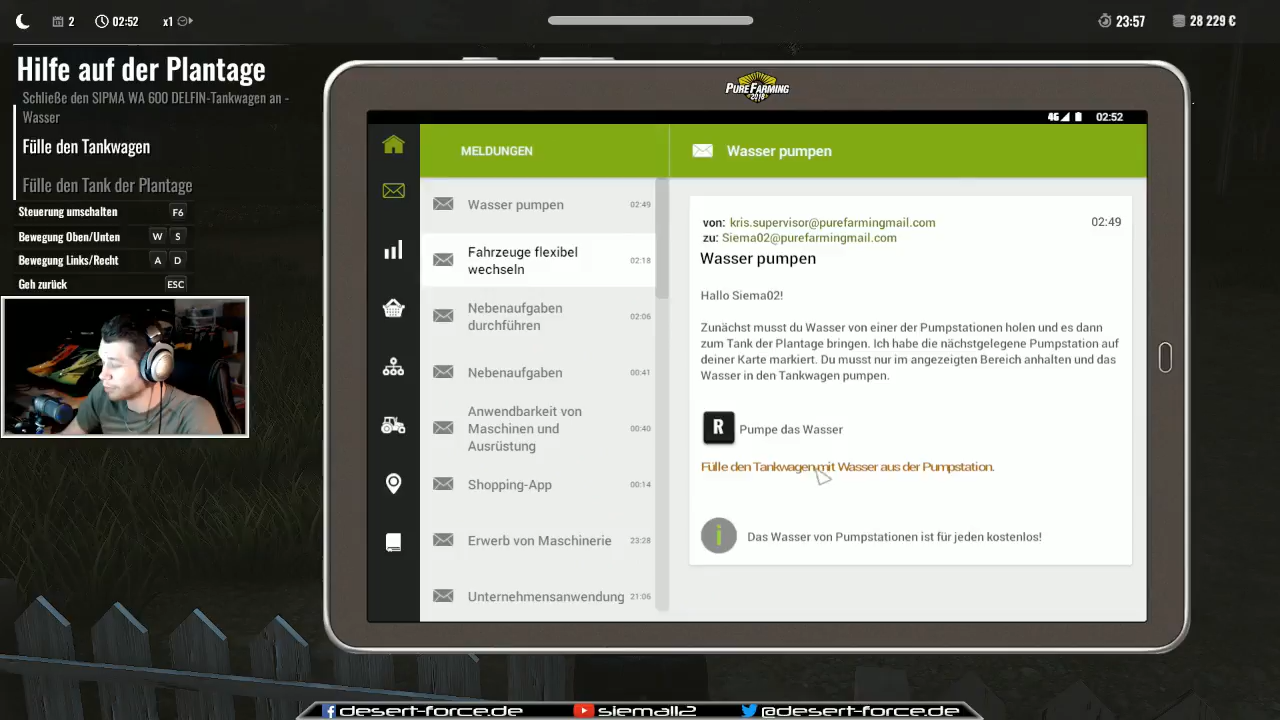 2
02:52
x1
23:57
28 229 €
Hilfe auf der Plantage
Schließe den SIPMA WA 600 DELFIN-Tankwagen an -
Wasser
Fülle den Tankwagen
Fülle den Tank der Plantage
Steuerung umschalten F6
Bewegung Oben/Unten W S
Bewegung Links/Recht A D
Geh zurück ESC
PURE FARMING
2018
4G 02:52
MELDUNGEN
Wasser pumpen 02:49
Fahrzeuge flexibel
wechseln 02:18
Nebenaufgaben
durchführen 02:06
Nebenaufgaben 00:41
Anwendbarkeit von
Maschinen und
Ausrüstung 00:40
Shopping-App 00:14
Erwerb von Maschinerie 23:28
Unternehmensanwendung 21:06
Wasser pumpen
von: kris.supervisor@purefarmingmail.com 02:49
zu: Siema02@purefarmingmail.com
Wasser pumpen
Hallo Siema02!
Zunächst musst du Wasser von einer der Pumpstationen holen und es dann
zum Tank der Plantage bringen. Ich habe die nächstgelegene Pumpstation auf
deiner Karte markiert. Du musst nur im angezeigten Bereich anhalten und das
Wasser in den Tankwagen pumpen.
R Pumpe das Wasser
Fülle den Tankwagen mit Wasser aus der Pumpstation.
i Das Wasser von Pumpstationen ist für jeden kostenlos!
f desert-force.de siemall2 @desert-force.de